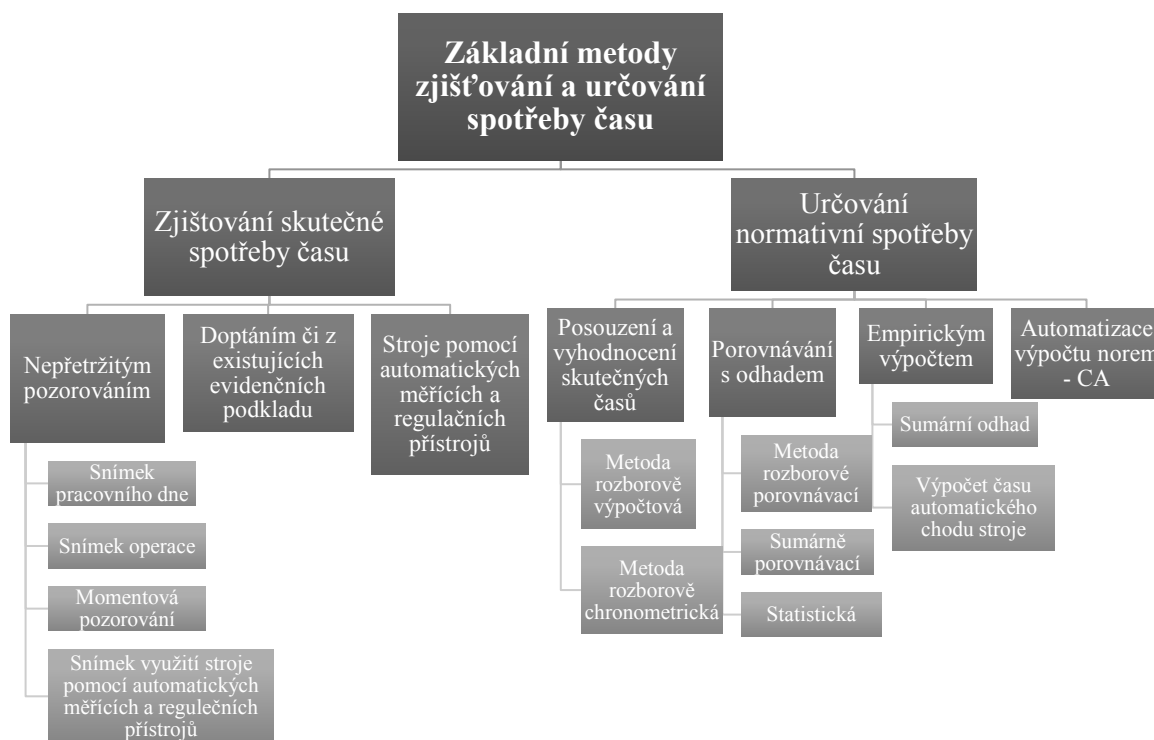 Základní metody
zjišťování a určování
spotřeby času
Zjištování skutečné
spotřeby času
Určování
normativní spotřeby
času
Nepřetržitým
pozorováním
Doptáním či z
existujících
evidenčních
podkladu
Stroje pomocí
automatických
měřících a
regulačních
přístrojů
Posouzení a
vyhodnocení
skutečných
časů
Porovnávání
s odhadem
Empirickým
výpočtem
Automatizace
výpočtu norem
- CA
Snímek
pracovního dne
Snímek operace
Momentová
pozorování
Snímek využití stroje
pomocí automatických
měřících a regulečních
přístrojů
Metoda
rozborově
výpočtová
Metoda
rozborově
chronometrická
Metoda
rozborové
porovnávací
Sumárně
porovnávací
Statistická
Sumární odhad
Výpočet času
automatického
chodu stroje